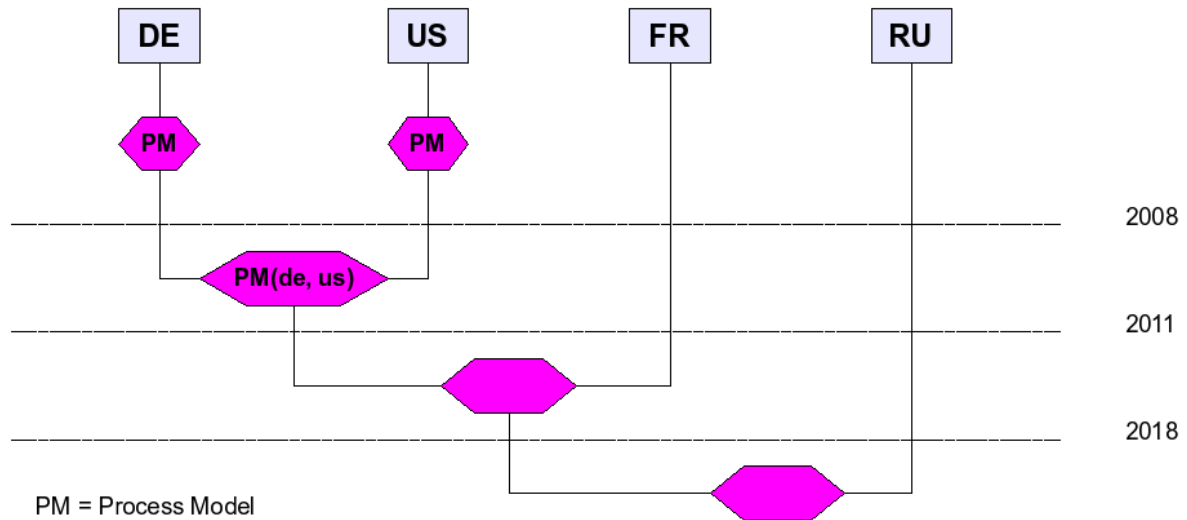 DE US FR RU
PM PM
2008
PM(de, us)
2011
2018
PM = Process Model